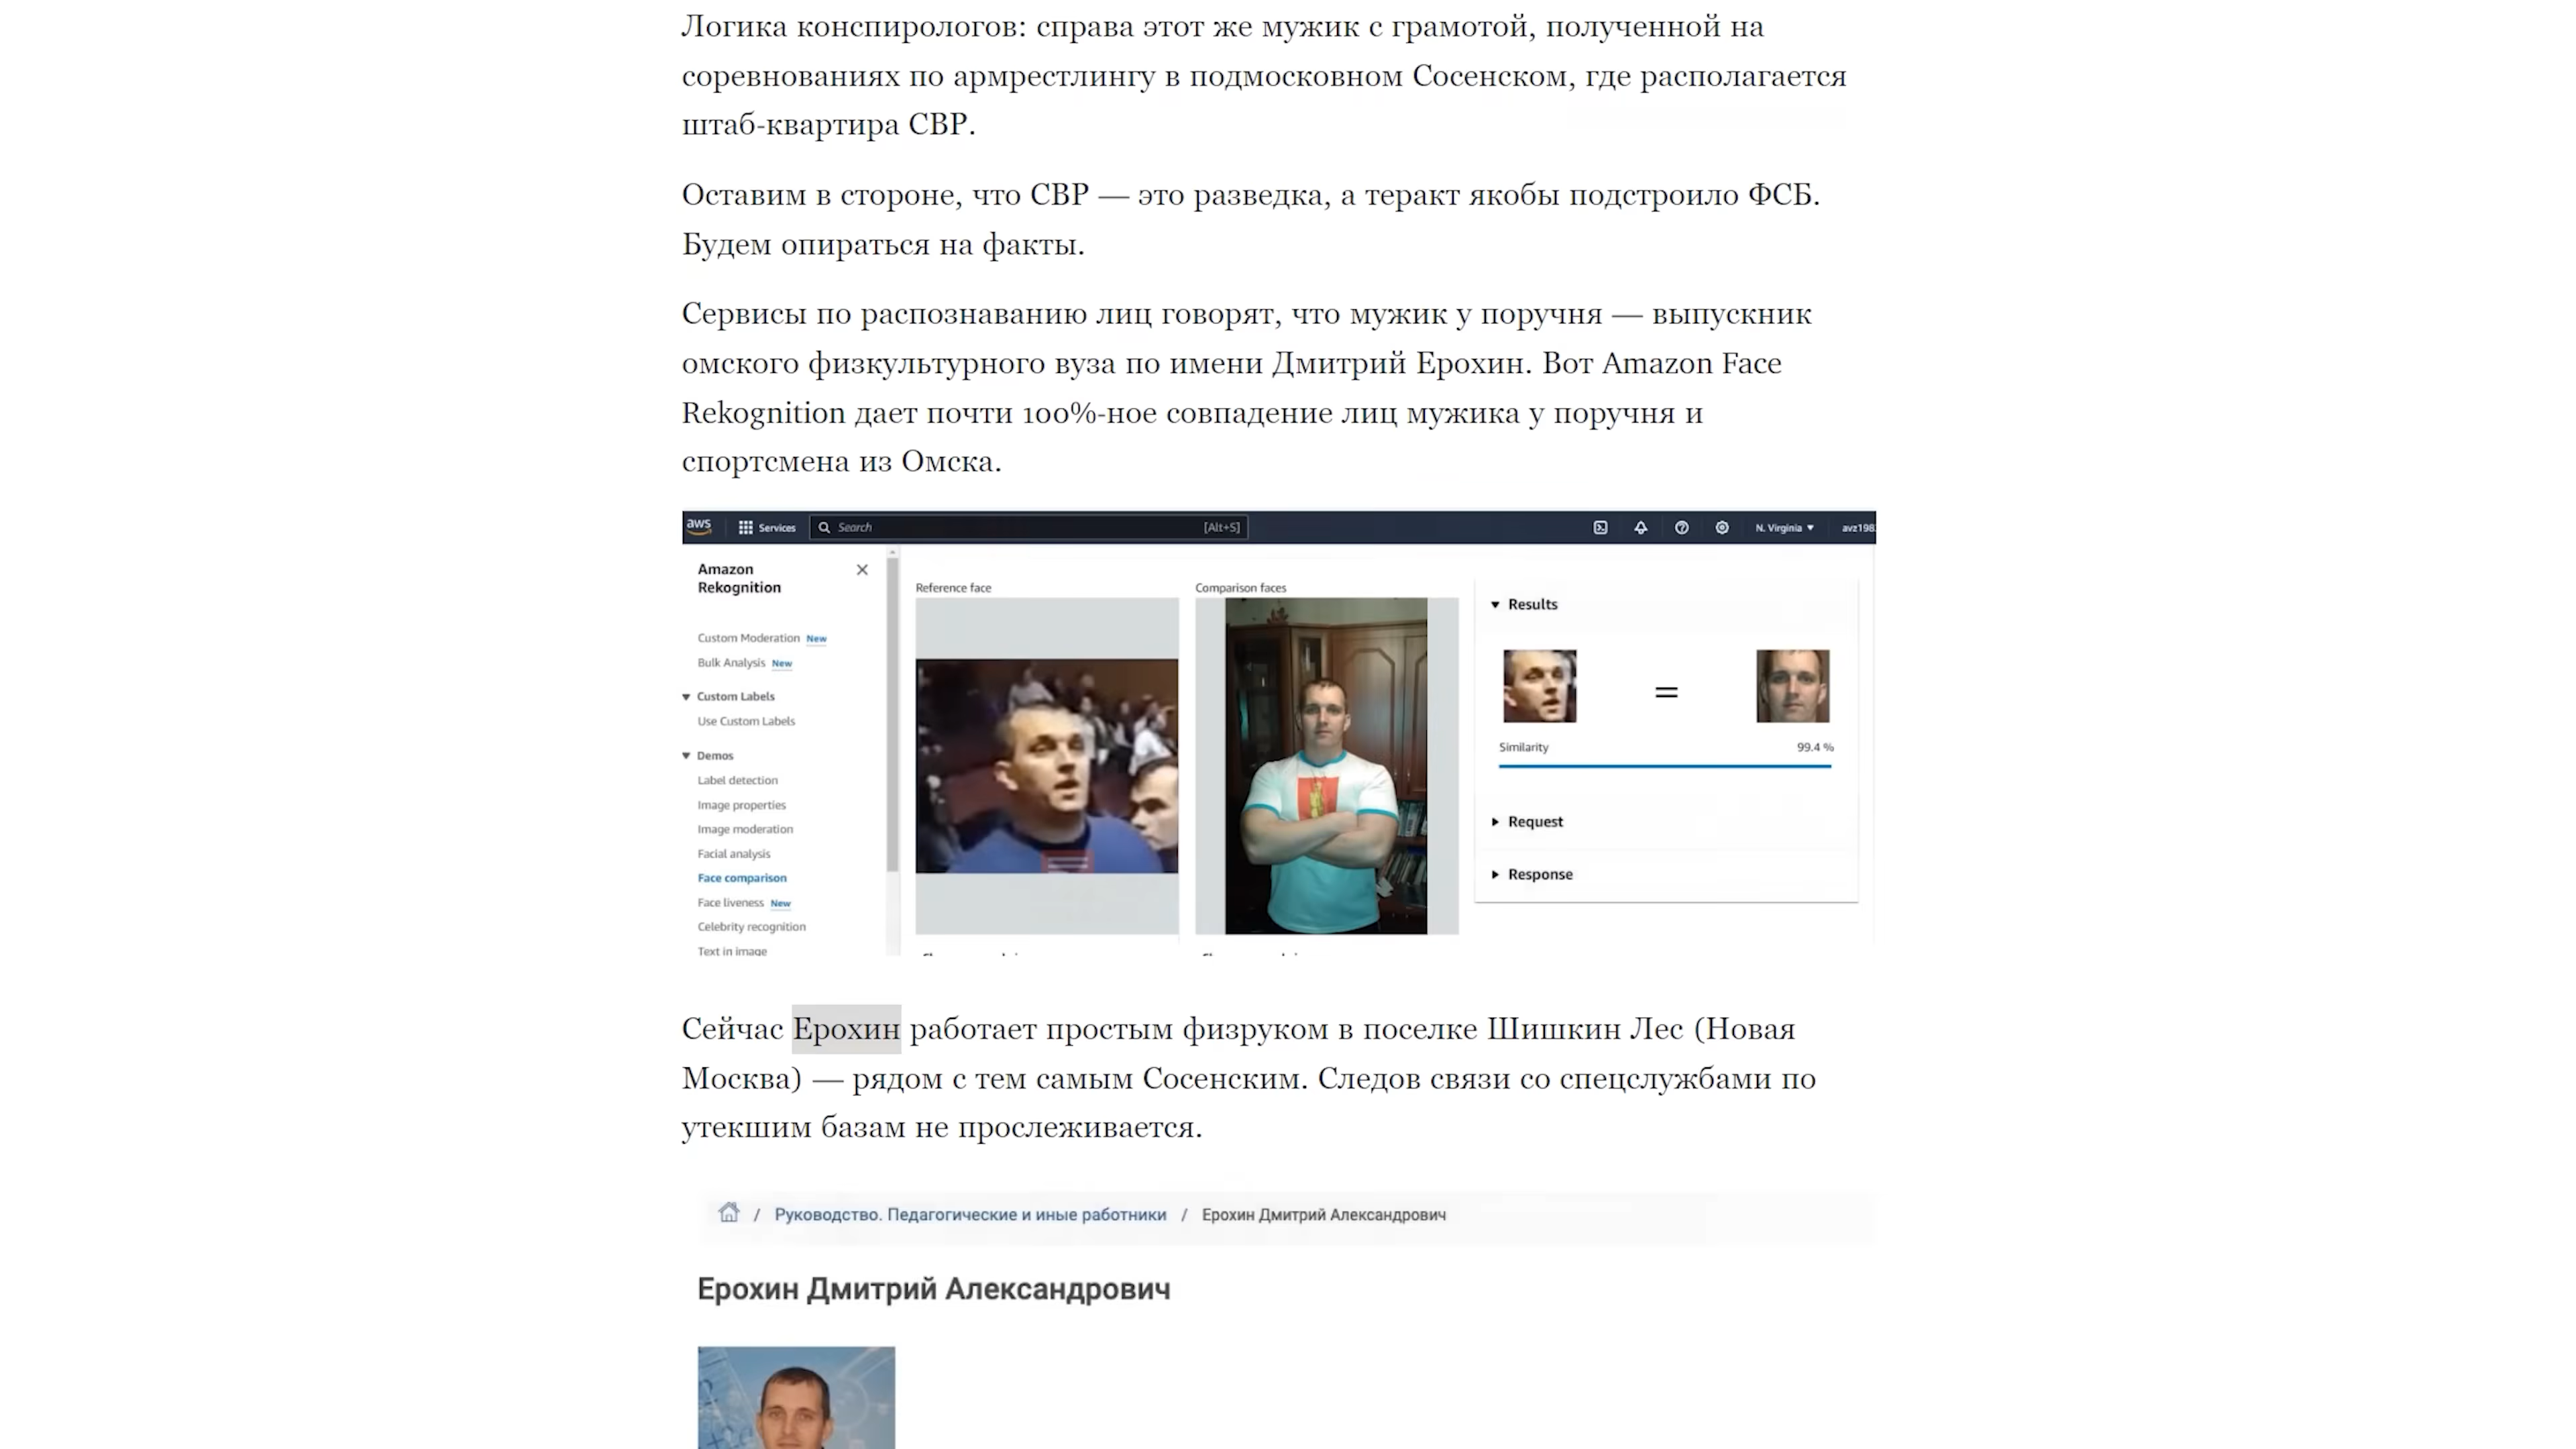 Логика конспирологов: справа этот же мужик с грамотой, полученной на
соревнованиях по армрестлингу в подмосковном Сосенском, где располагается
штаб-квартира СВР.
Оставим в стороне, что СВР — это разведка, а теракт якобы подстроило ФСБ.
Будем опираться на факты.
Сервисы по распознаванию лиц говорят, что мужик у поручня — выпускник
омского физкультурного вуза по имени Дмитрий Ерохин. Вот Amazon Face
Rekognition дает почти 100%-ное совпадение лиц мужика у поручня и
спортсмена из Омска.
aws Services Search [Alt+S] N. Virginia
Amazon
Rekognition
Custom Moderation New
Bulk Analysis New
Custom Labels
Use Custom Labels
Demos
Label detection
Image properties
Image moderation
Facial analysis
Face comparison
Face liveness New
Celebrity recognition
Text in image
Reference face
Comparison faces
Results
=
Similarity 99.4 %
Request
Response
Сейчас Ерохин работает простым физруком в поселке Шишкин Лес (Новая
Москва) — рядом с тем самым Сосенским. Следов связи со спецслужбами по
утекшим базам не прослеживается.
/ Руководство. Педагогические и иные работники / Ерохин Дмитрий Александрович
Ерохин Дмитрий Александрович